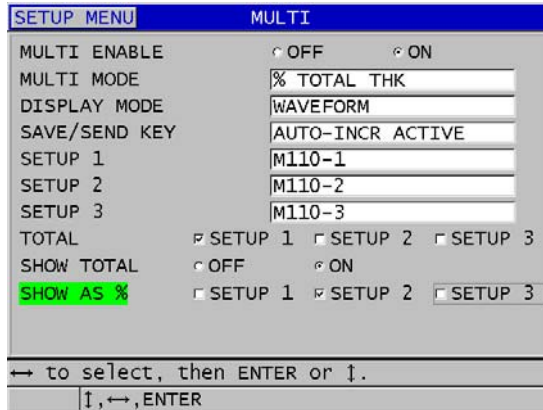 SETUP MENU MULTI
MULTI ENABLE OFF ON
MULTI MODE % TOTAL THK
DISPLAY MODE WAVEFORM
SAVE/SEND KEY AUTO-INCR ACTIVE
SETUP 1 M110-1
SETUP 2 M110-2
SETUP 3 M110-3
TOTAL SETUP 1 SETUP 2 SETUP 3
SHOW TOTAL OFF ON
SHOW AS % SETUP 1 SETUP 2 SETUP 3
↔ to select, then ENTER or ↕.
↕,↔,ENTER